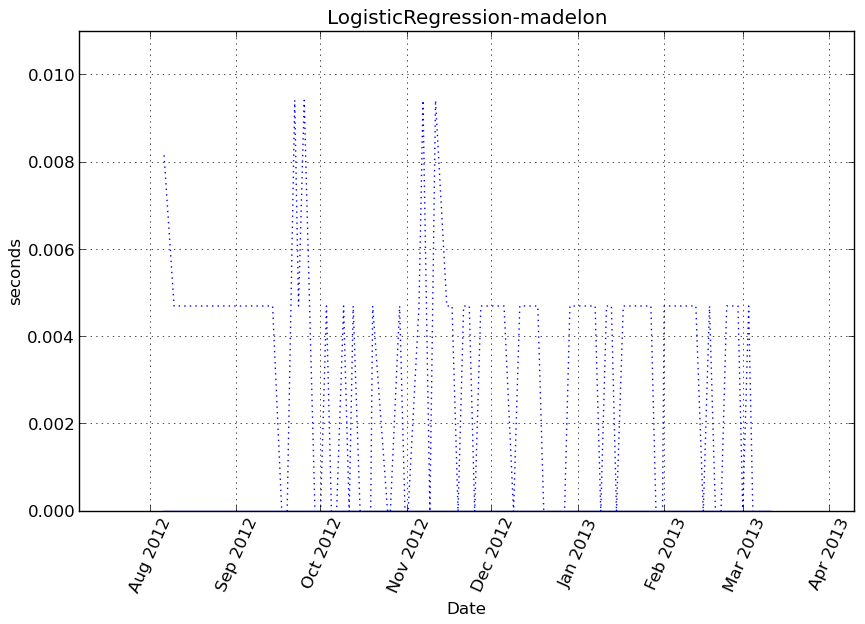 LogisticRegression-madelon
seconds
0.010
0.008
0.006
0.004
0.002
0.000
Aug 2012
Sep 2012
Oct 2012
Nov 2012
Dec 2012
Jan 2013
Feb 2013
Mar 2013
Apr 2013
Date